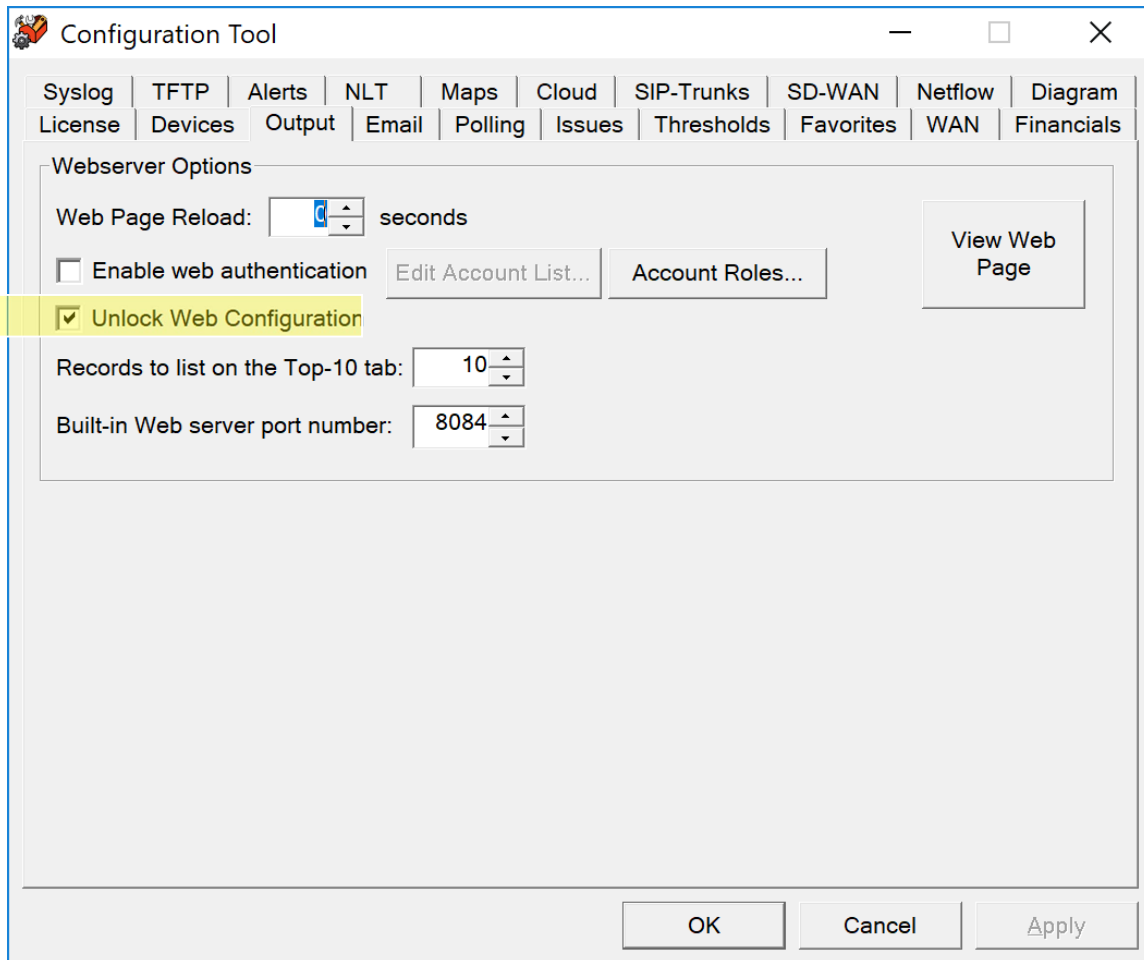 Configuration Tool
Syslog TFTP Alerts NLT Maps Cloud SIP-Trunks SD-WAN Netflow Diagram
License Devices Output Email Polling Issues Thresholds Favorites WAN Financials
Webserver Options
Web Page Reload: 0 seconds
View Web
Page
Enable web authentication Edit Account List... Account Roles...
Unlock Web Configuration
Records to list on the Top-10 tab: 10
Built-in Web server port number: 8084
OK Cancel Apply